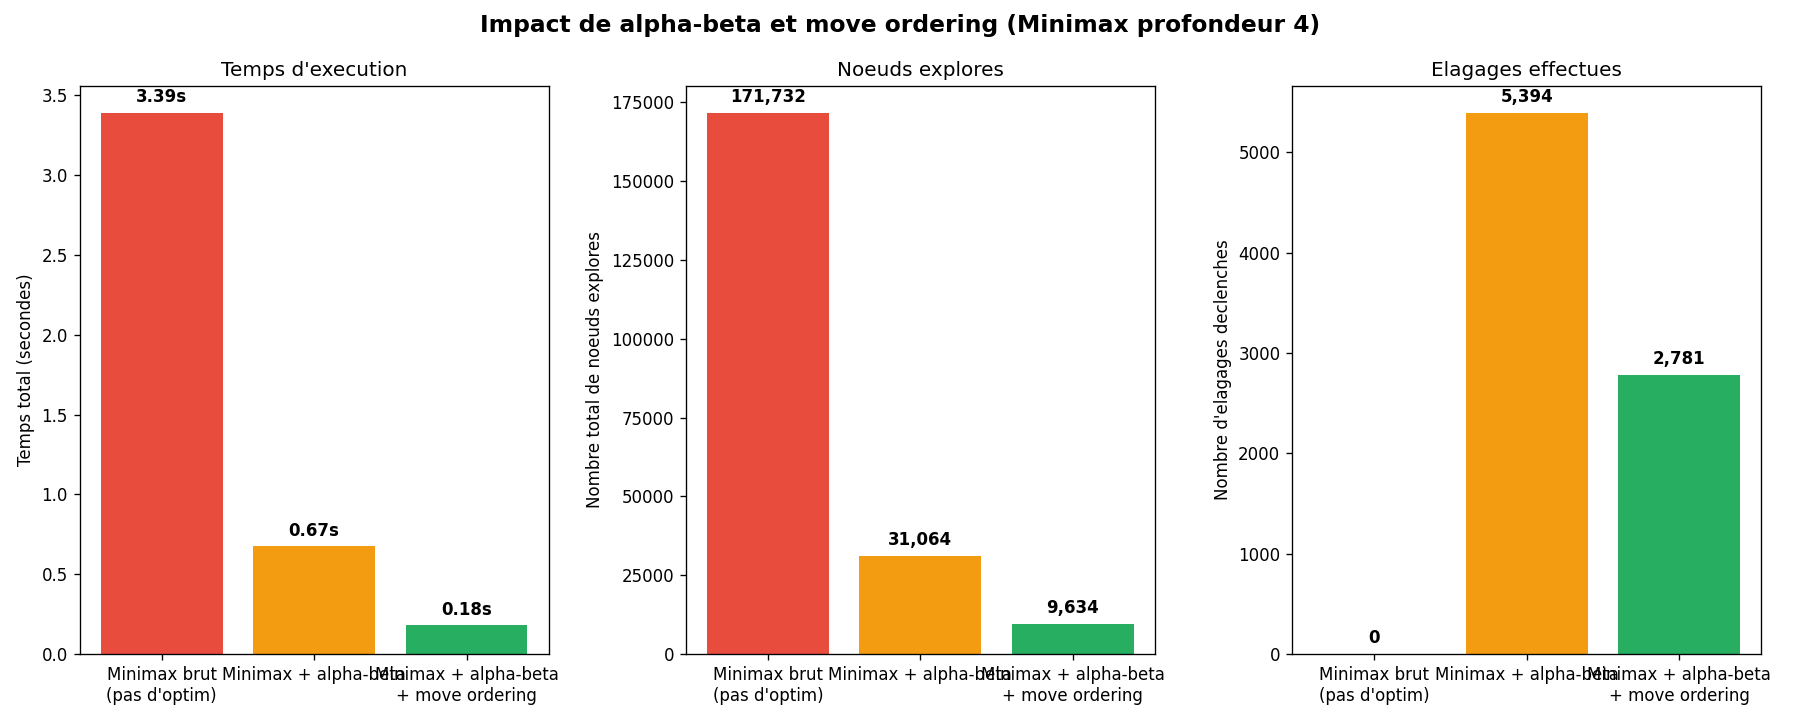 Impact de alpha-beta et move ordering (Minimax profondeur 4)
Temps d'execution
Temps total (secondes)
3.5
3.0
2.5
2.0
1.5
1.0
0.5
0.0
3.39s
0.67s
0.18s
Minimax brut
(pas d'optim)
Minimax + alpha-beta
Minimax + alpha-beta
+ move ordering
Noeuds explores
Nombre total de noeuds explores
175000
150000
125000
100000
75000
50000
25000
0
171,732
31,064
9,634
Minimax brut
(pas d'optim)
Minimax + alpha-beta
Minimax + alpha-beta
+ move ordering
Elagages effectues
Nombre d'elagages declenches
5000
4000
3000
2000
1000
0
0
5,394
2,781
Minimax brut
(pas d'optim)
Minimax + alpha-beta
Minimax + alpha-beta
+ move ordering